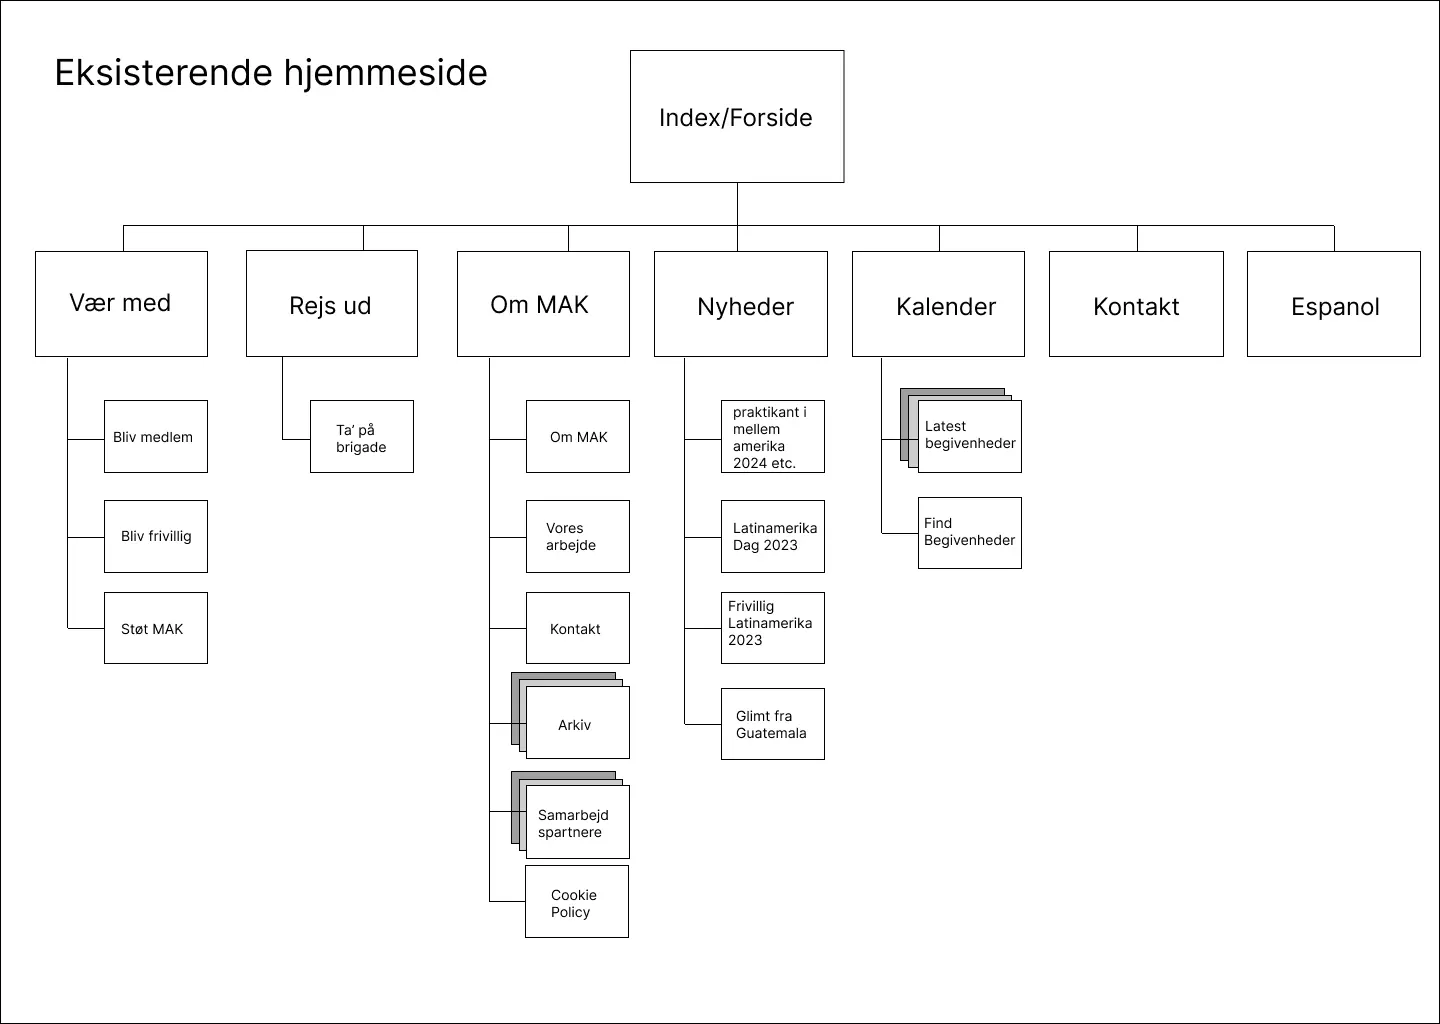 Eksisterende hjemmeside
Index/Forside
Vær med
Rejs ud
Om MAK
Nyheder
Kalender
Kontakt
Espanol
Bliv medlem
Bliv frivillig
Støt MAK
Ta’ på
brigade
Om MAK
Vores
arbejde
Kontakt
Arkiv
Samarbejd
spartnere
Cookie
Policy
praktikant i
mellem
amerika
2024 etc.
Latinamerika
Dag 2023
Frivillig
Latinamerika
2023
Glimt fra
Guatemala
Latest
begivenheder
Find
Begivenheder